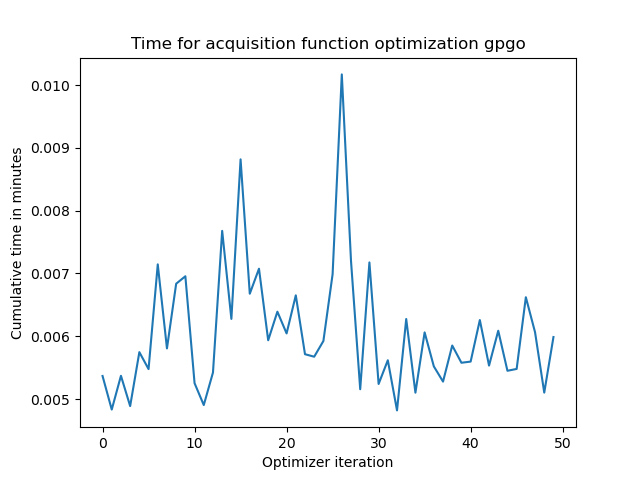 Time for acquisition function optimization gpgo
0.010
0.009
0.008
0.007
0.006
0.005
Cumulative time in minutes
0 10 20 30 40 50
Optimizer iteration